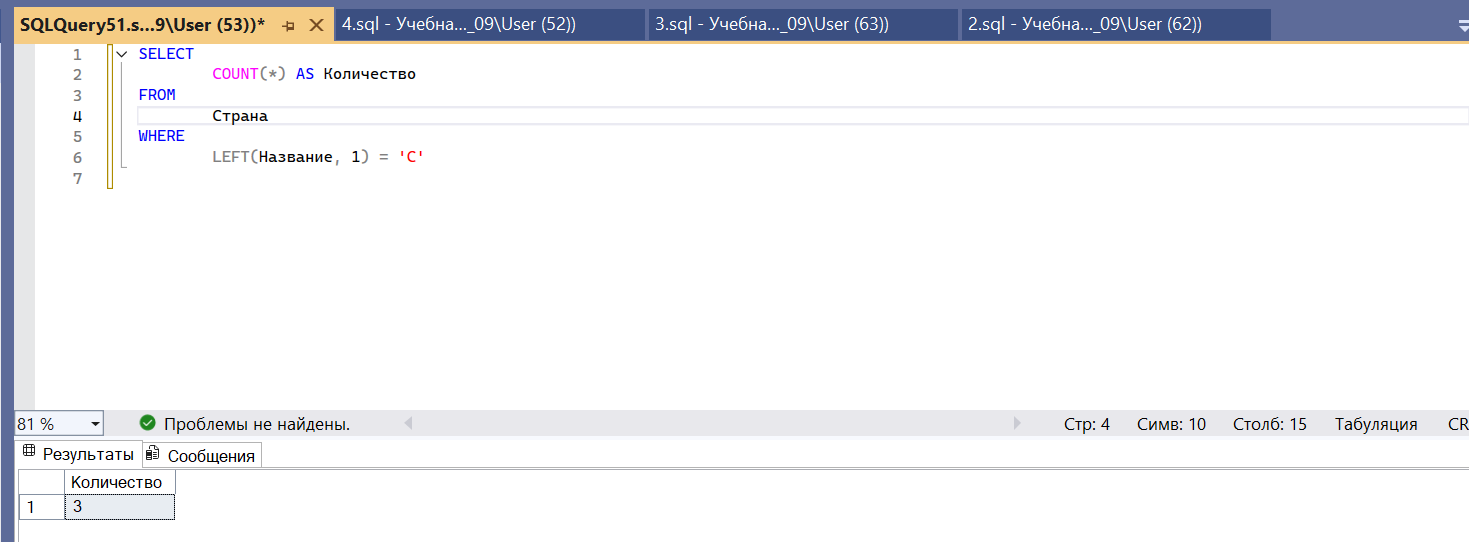 SQLQuery51.s...9\User (53))*
4.sql - Учебна..._09\User (52))
3.sql - Учебна..._09\User (63))
2.sql - Учебна..._09\User (62))
1 SELECT
2 COUNT(*) AS Количество
3 FROM
4 Страна
5 WHERE
6 LEFT(Название, 1) = 'С'
7
81 %
Проблемы не найдены.
Стр: 4
Симв: 10
Столб: 15
Табуляция
CR
Результаты
Сообщения
Количество
1 3